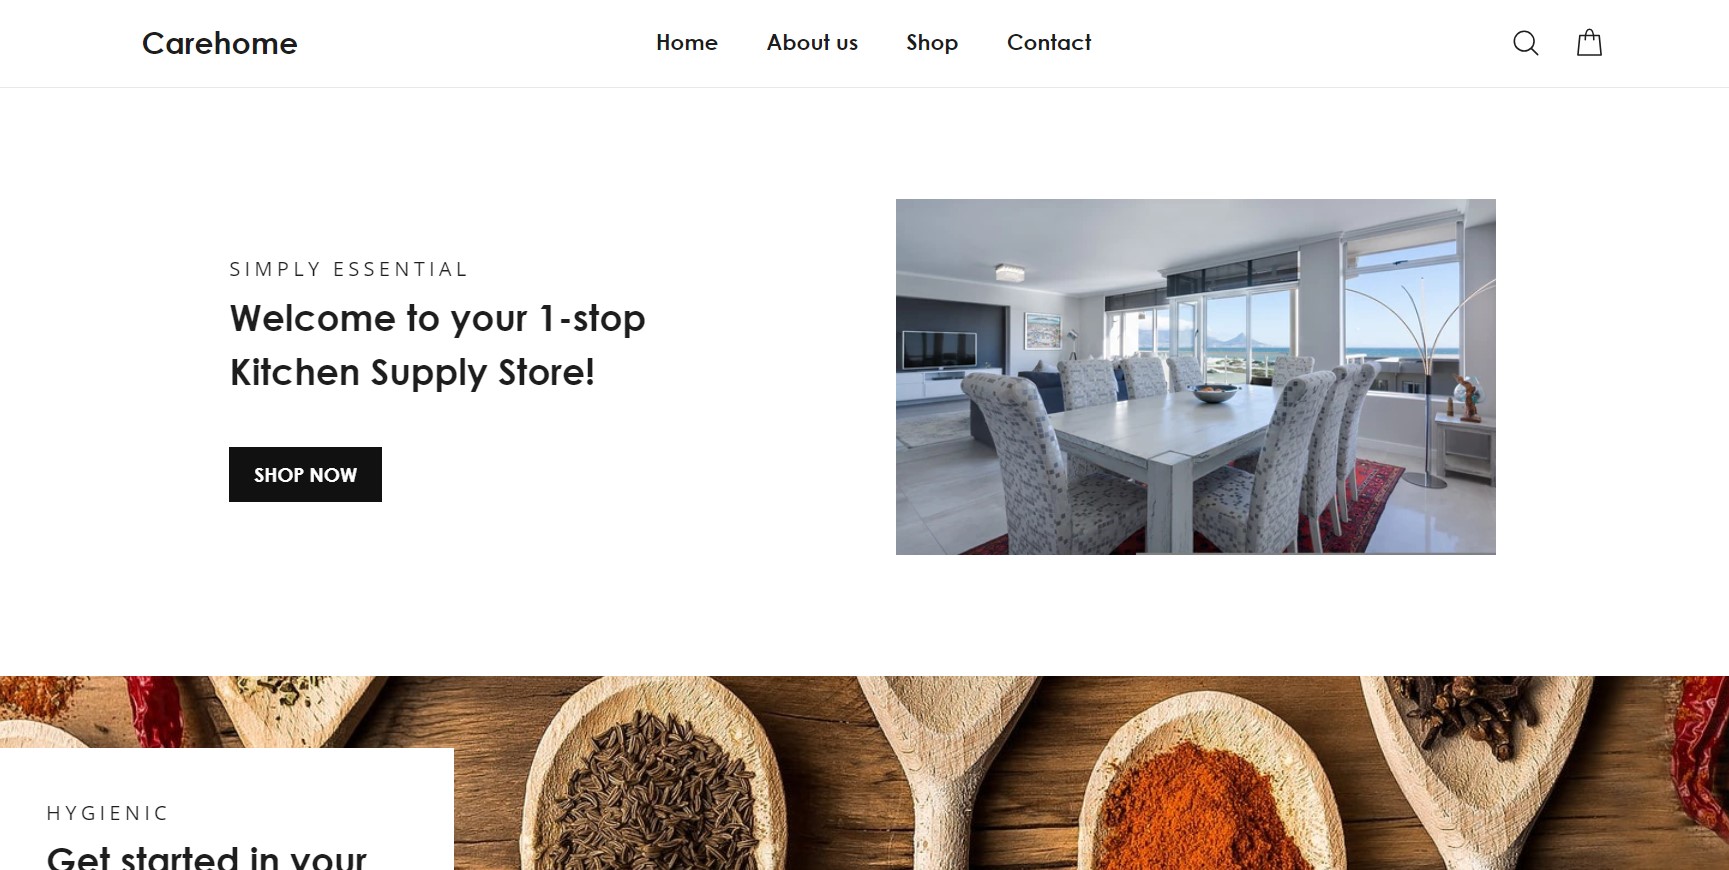 Carehome
Home
About us
Shop
Contact
SIMPLY ESSENTIAL
Welcome to your 1-stop
Kitchen Supply Store!
SHOP NOW
HYGIENIC
Get started in your